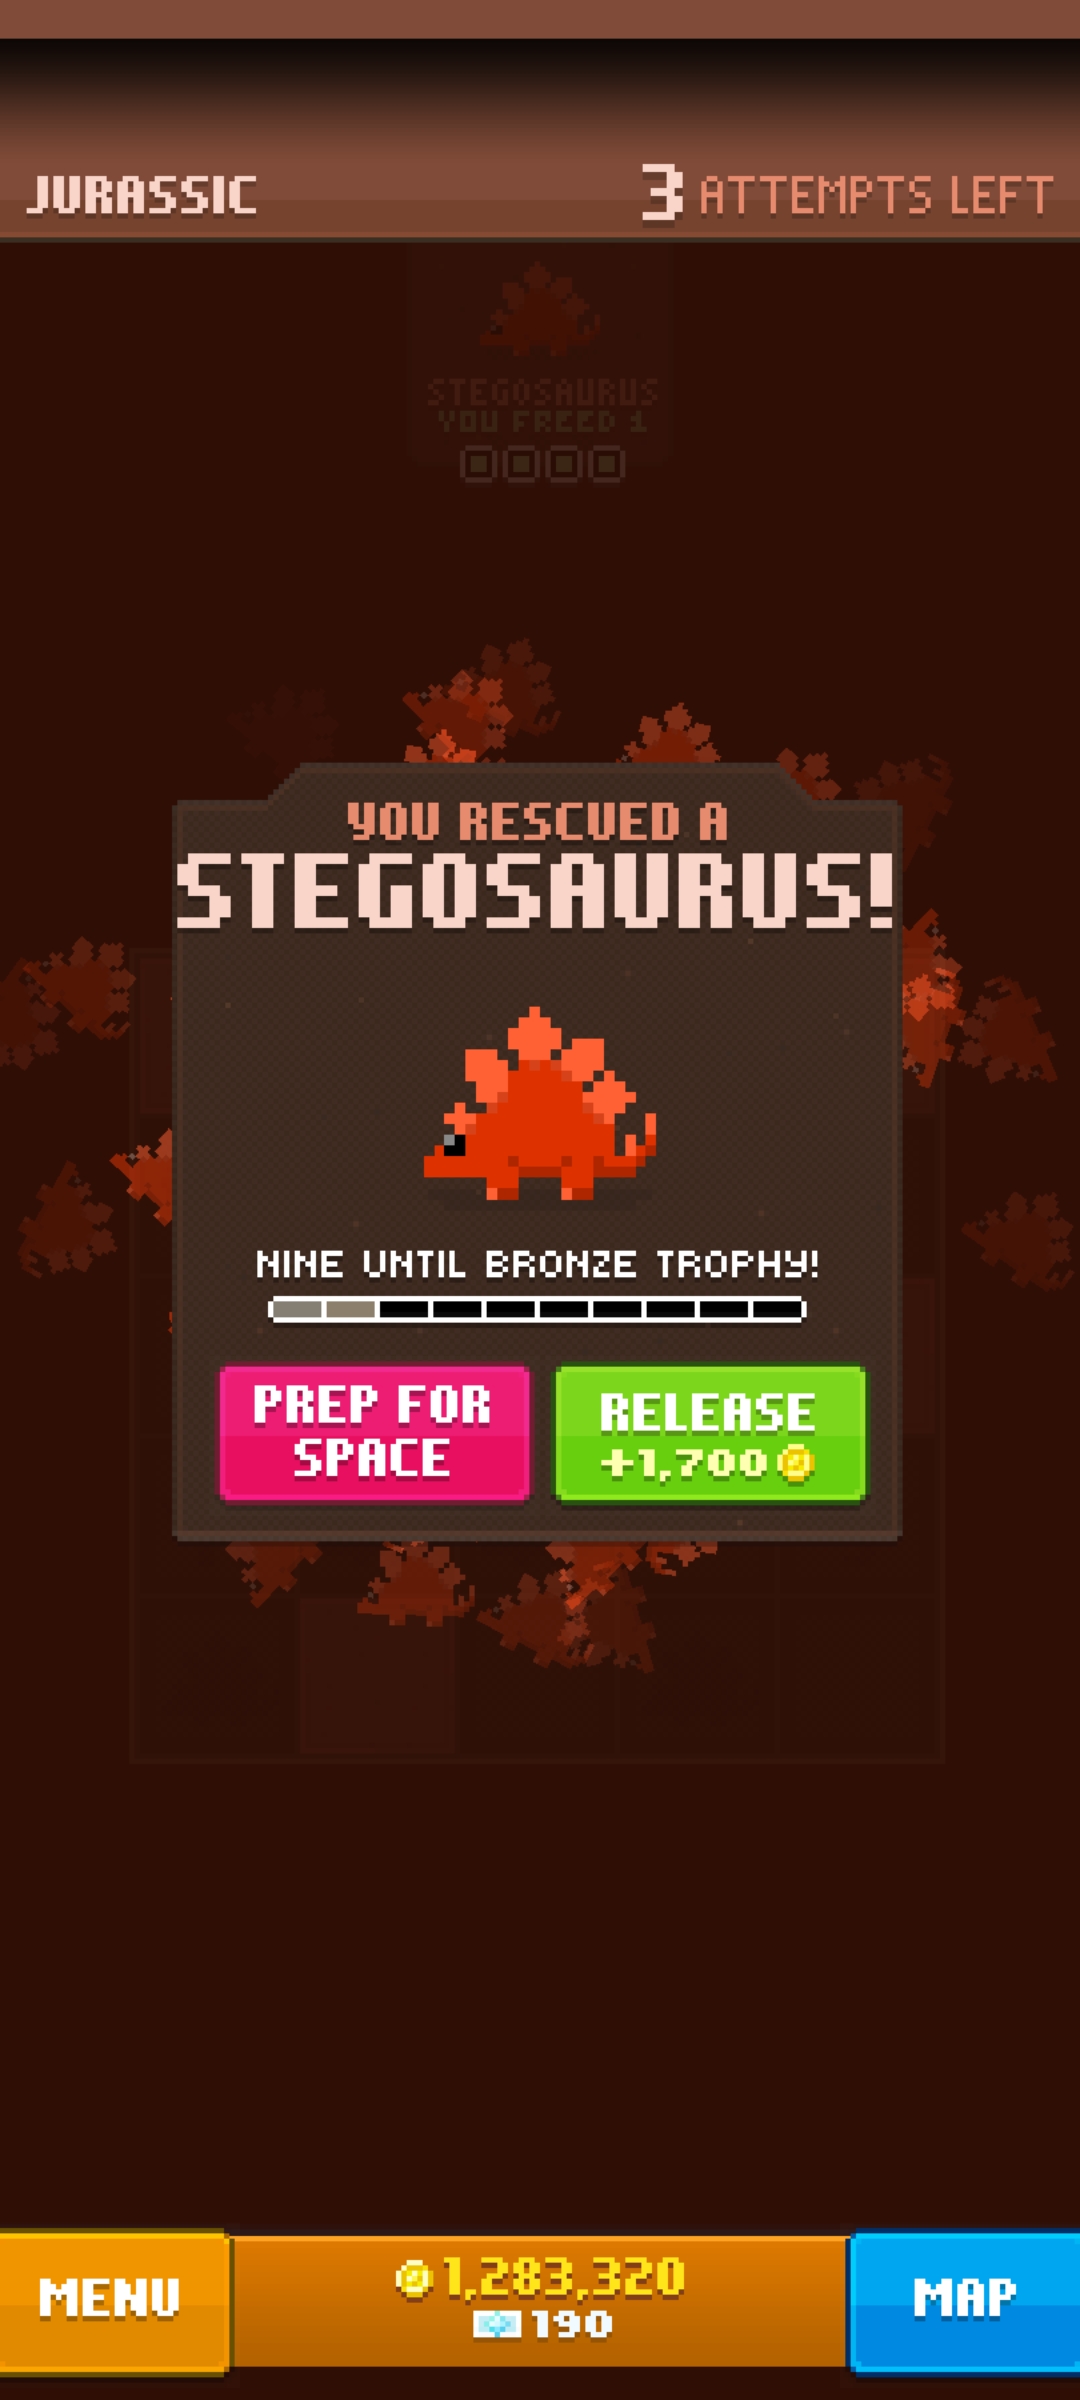 JURASSIC
3 ATTEMPTS LEFT
STEGOSAURUS
YOU FREED 1
YOU RESCUED A
STEGOSAURUS!
NINE UNTIL BRONZE TROPHY!
PREP FOR
SPACE
RELEASE
+1,700
MENU
1,283,320
190
MAP